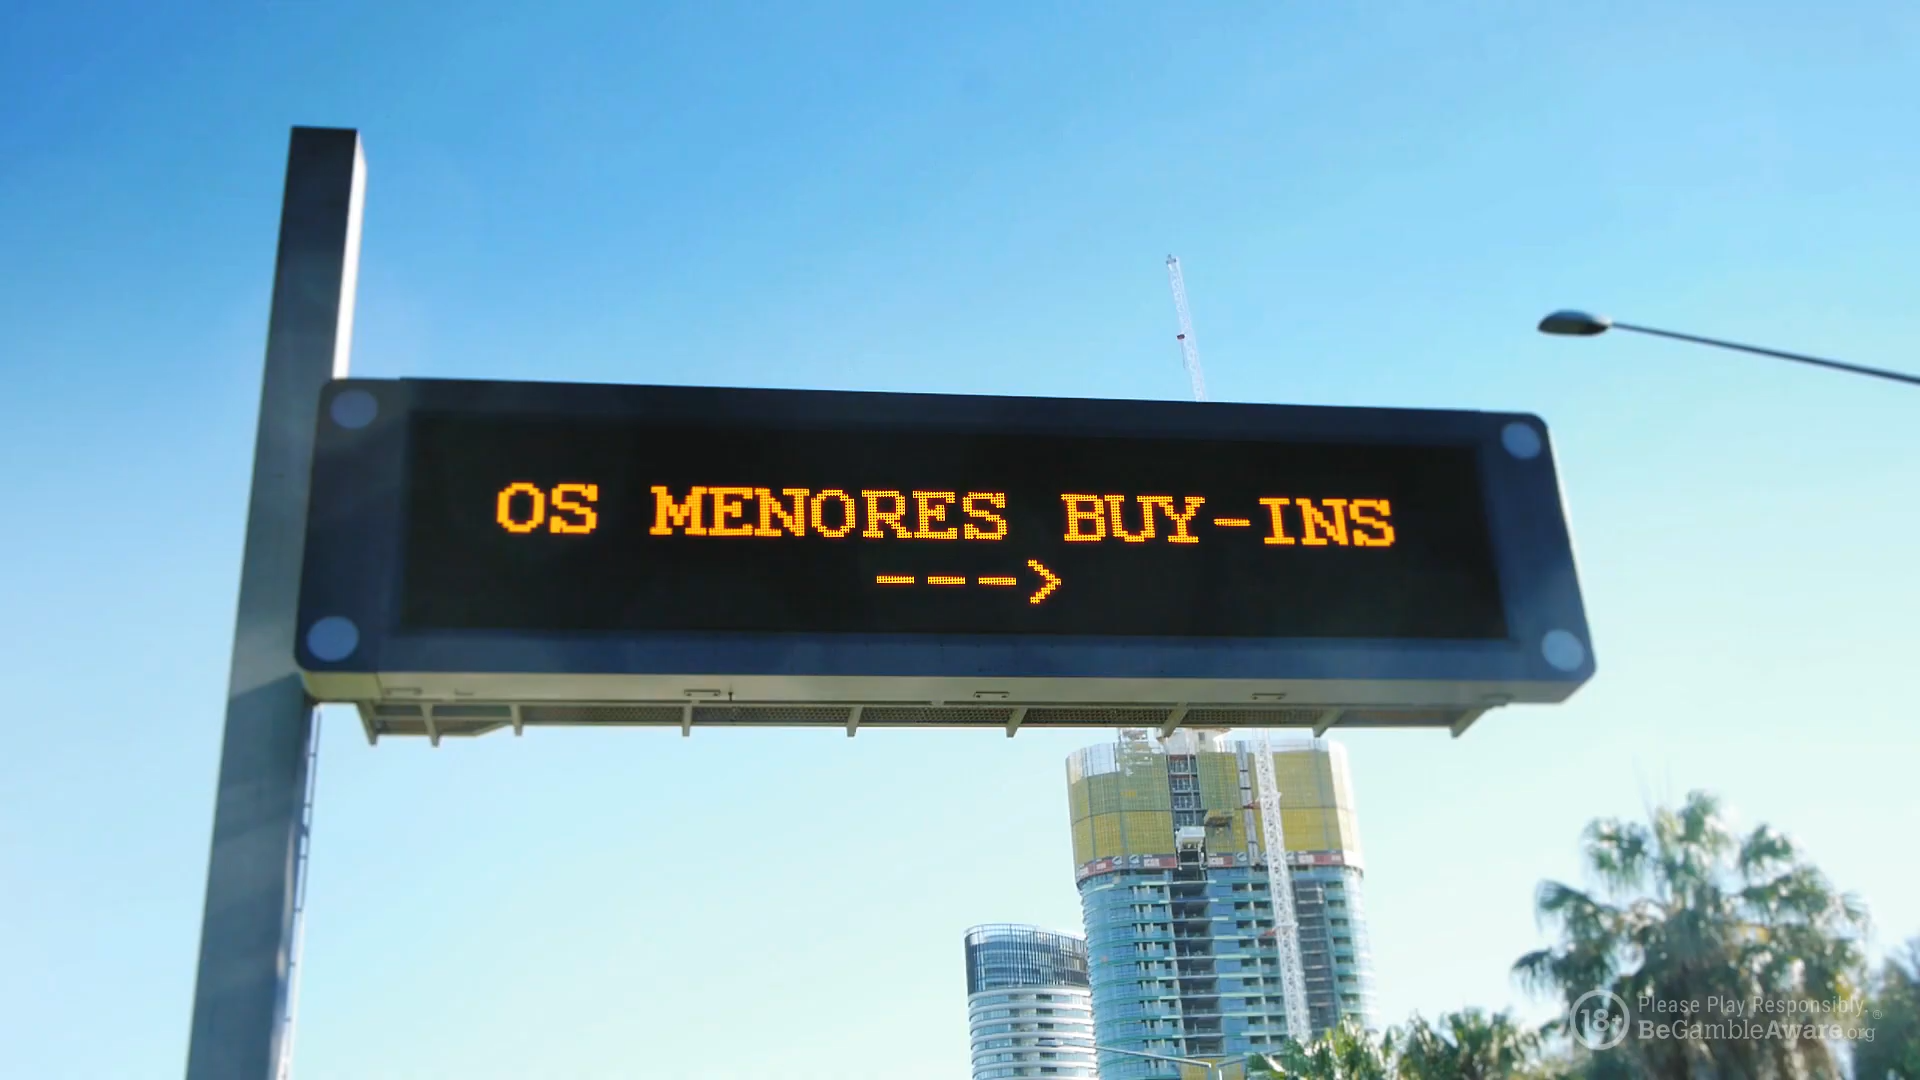 OS MENORES BUY-INS
--->
18+
Please Play Responsibly.
BeGambleAware.org